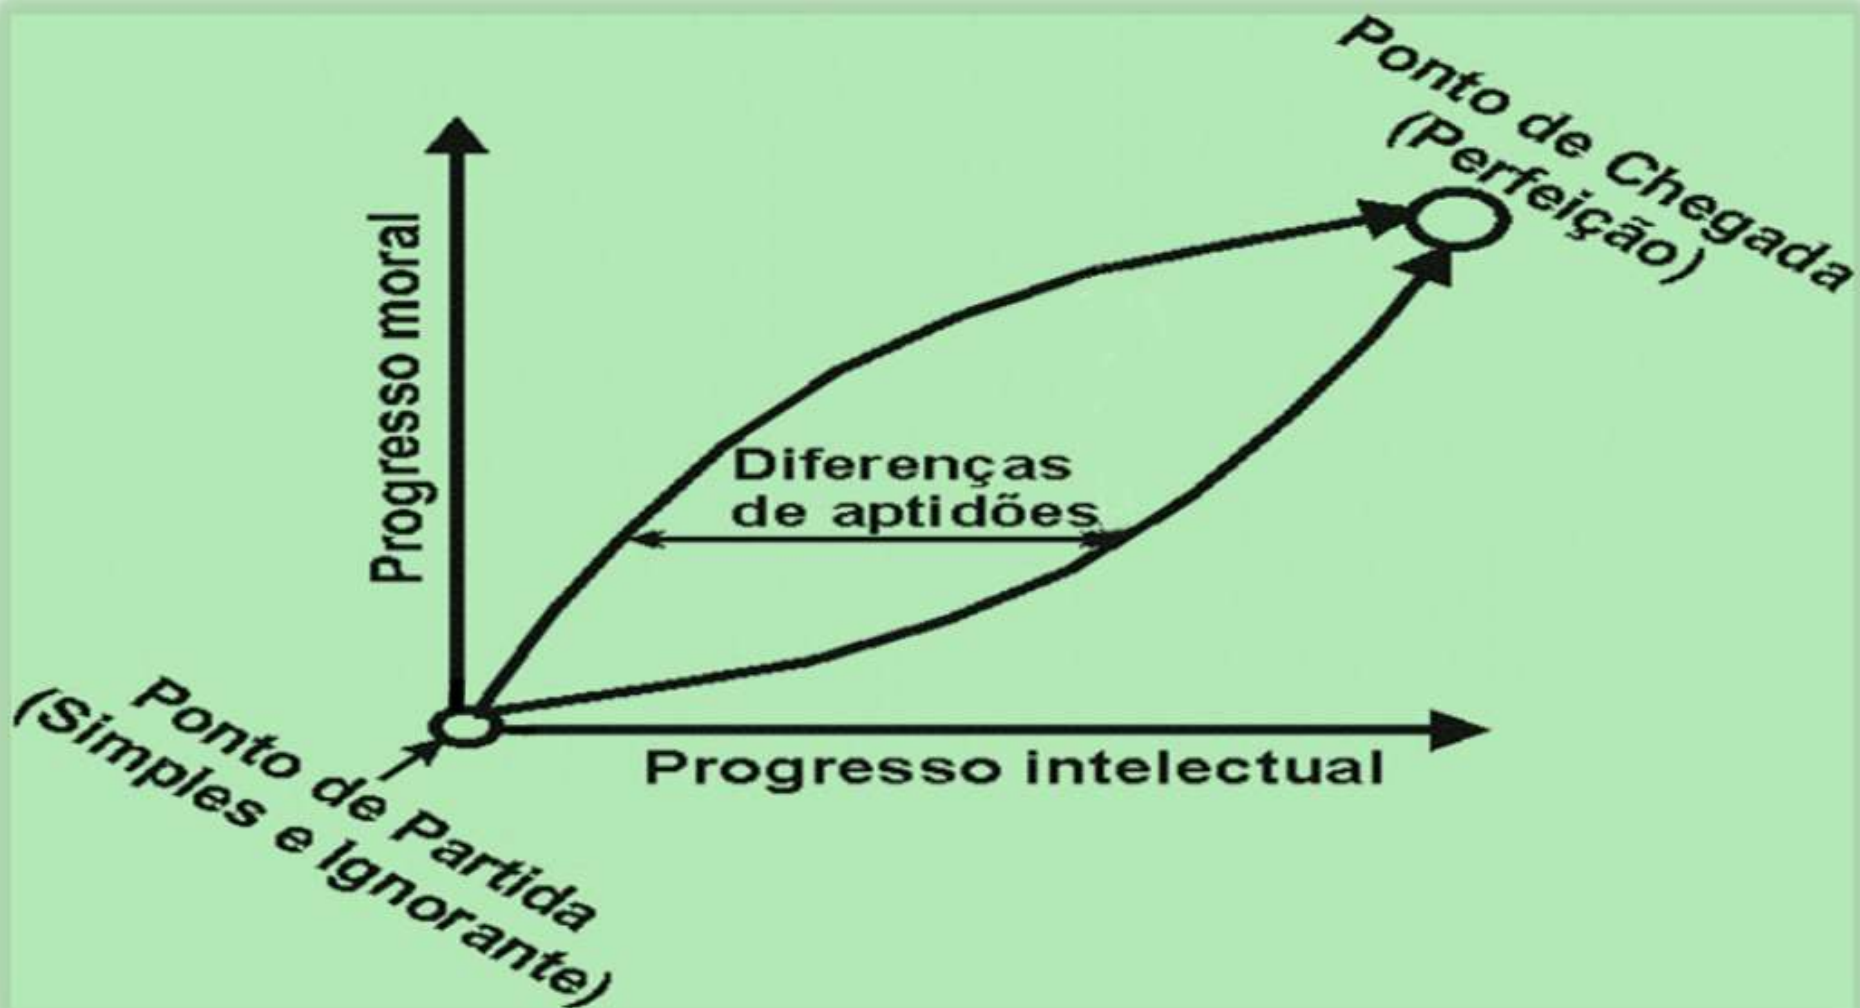 Ponto de Chegada
(Perfeição)
Progresso moral
Diferenças
de aptidões
Progresso intelectual
Ponto de Partida
(Simples e Ignorante)